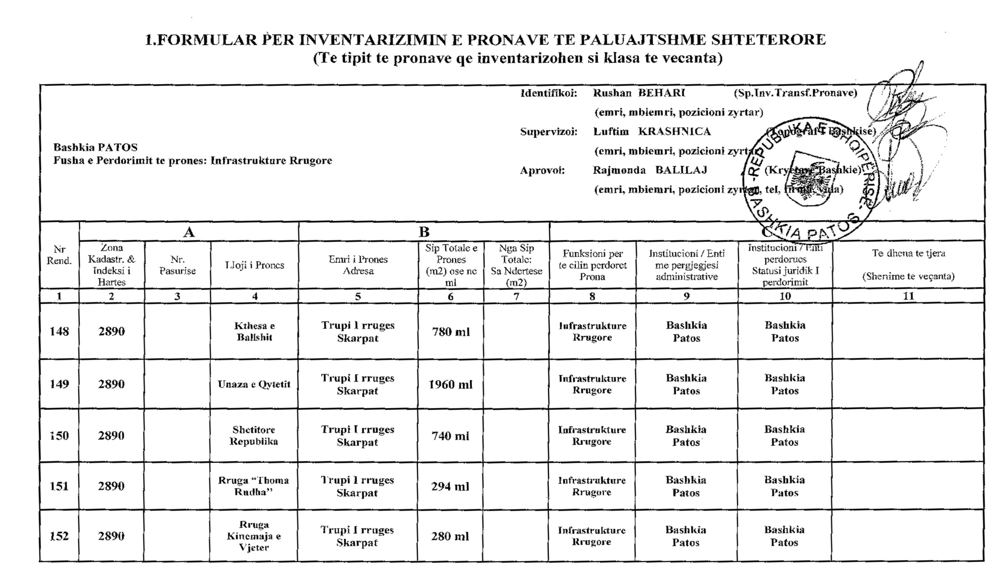 1.FORMULAR PER INVENTARIZIMIN E PRONAVE TE PALUAJTSHME SHTETERORE
(Te tipit te pronave qe inventarizohen si klasa te vecanta)
Identifikoi: Rushan BEHARI (Sp.Inv.Transf.Pronave)
(emri, mbiemri, pozicioni zyrtar)
Supervizoi: Luftim KRASHNICA (Topograf I Bashkise)
(emri, mbiemri, pozicioni zyrtar
Bashkia PATOS
Fusha e Perdorimit te prones: Infrastrukture Rrugore
Aprovoi: Rajmonda BALILAJ (Kryetare Bashkie)
(emri, mbiemri, pozicioni zyrtar, tel, firma, vula)
REPUBLIKA E SHQIPERISE
BASHKIA PATOS
A B C
Nr Rend.
Zona Kadastr. & Indeksi i Hartes
Nr. Pasurise
Lloji i Prones
Emri i Prones Adresa
Sip Totale e Prones (m2) ose ne ml
Nga Sip Totale: Sa Ndertese (m2)
Funksioni per te cilin perdoret Prona
Institucioni / Enti me pergjegjesi administrative
Institucioni / Enti perdorues Statusi juridik I perdorimit
Te dhena te tjera (Shenime te veçanta)
1 2 3 4 5 6 7 8 9 10 11
148 2890 Kthesa e Ballshit Trupi I rruges Skarpat 780 ml Infrastrukture Rrugore Bashkia Patos Bashkia Patos
149 2890 Unaza e Qytetit Trupi I rruges Skarpat 1960 ml Infrastrukture Rrugore Bashkia Patos Bashkia Patos
150 2890 Shetitore Republika Trupi I rruges Skarpat 740 ml Infrastrukture Rrugore Bashkia Patos Bashkia Patos
151 2890 Rruga “Thoma Rudha” Trupi I rruges Skarpat 294 ml Infrastrukture Rrugore Bashkia Patos Bashkia Patos
152 2890 Rruga Kinemaja e Vjeter Trupi I rruges Skarpat 280 ml Infrastrukture Rrugore Bashkia Patos Bashkia Patos